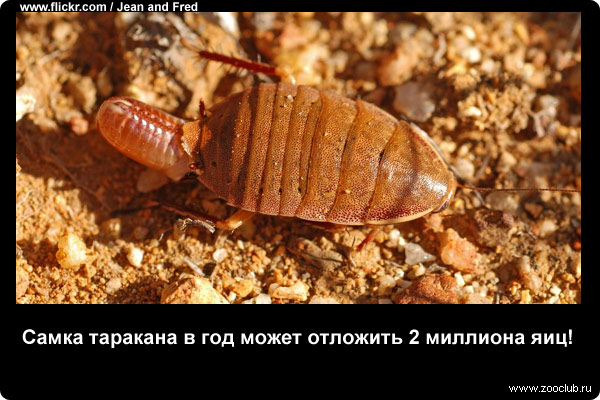 www.flickr.com / Jean and Fred
Самка таракана в год может отложить 2 миллиона яиц!
www.zooclub.ru